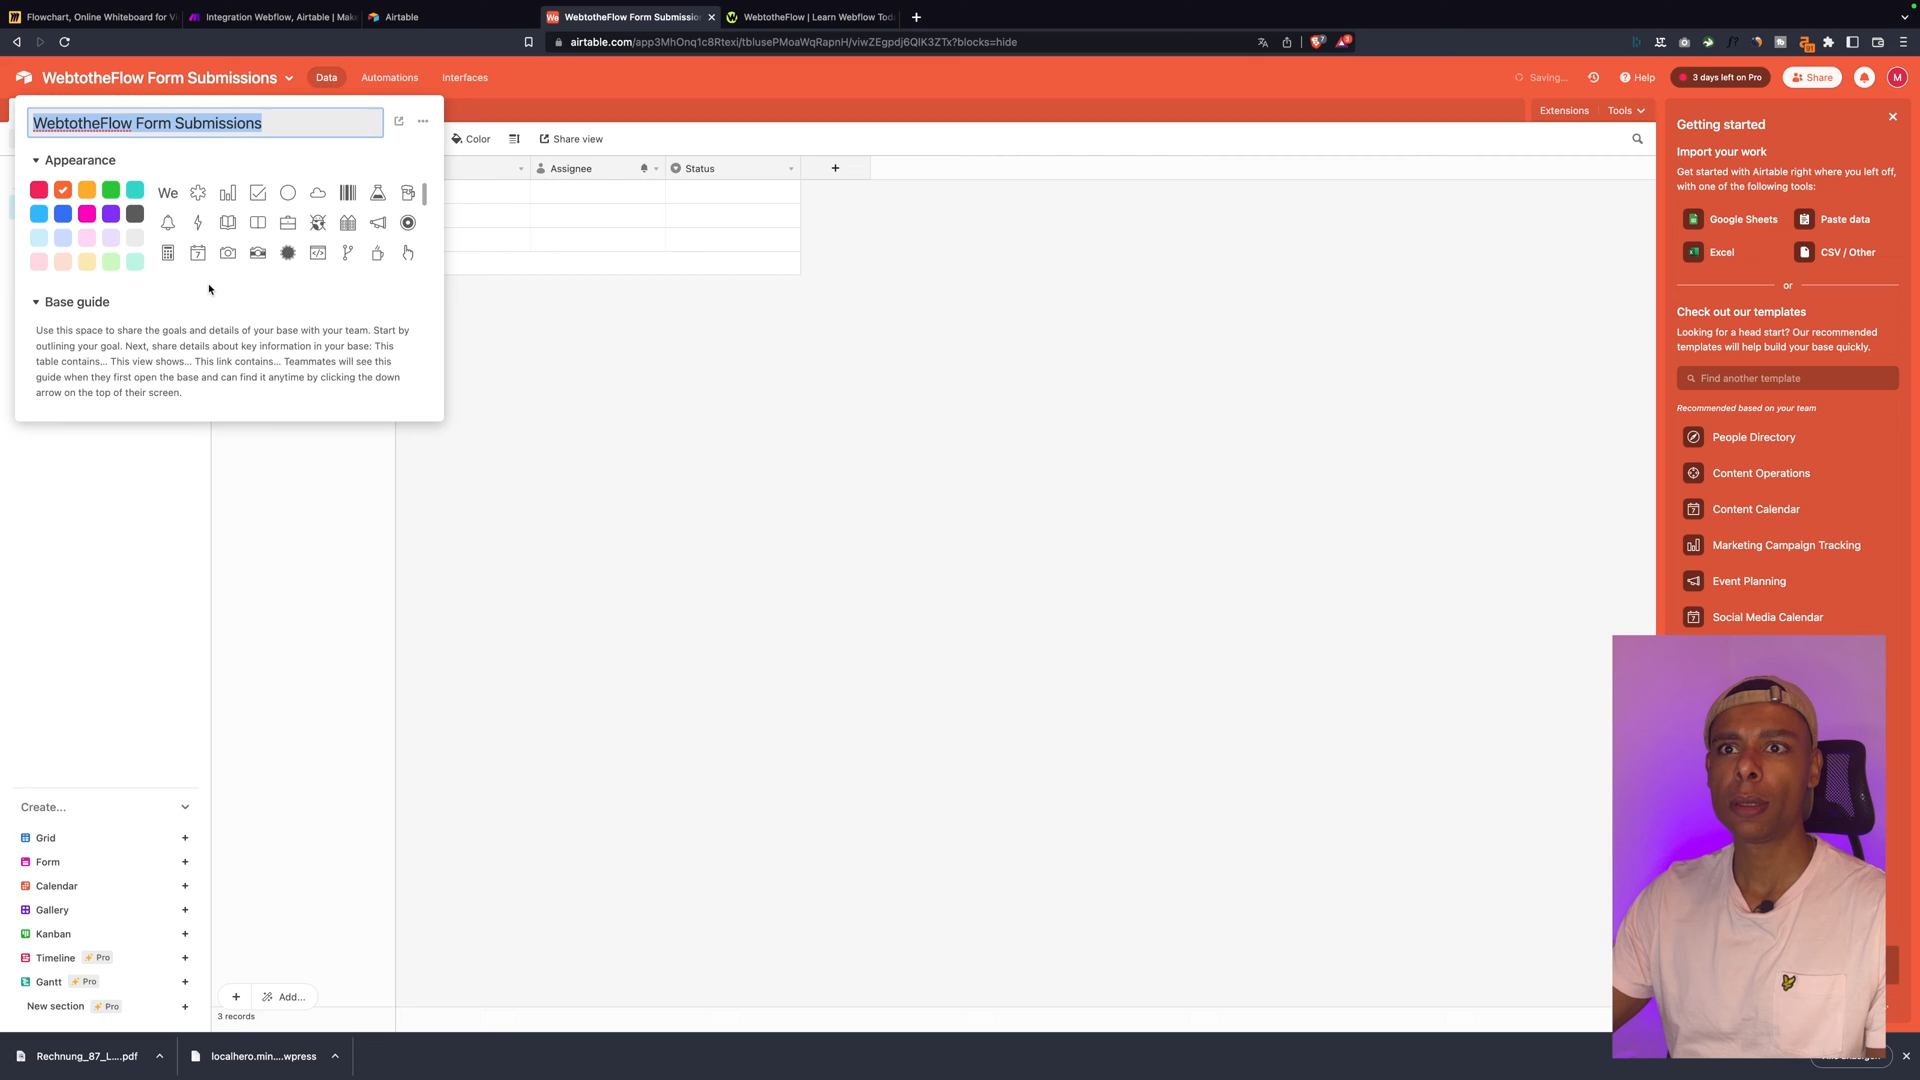 Flowchart, Online Whiteboard for Vi
Integration Webflow, Airtable | Make
Airtable
WebtotheFlow Form Submissio
WebtotheFlow | Learn Webflow Tod
airtable.com/app3MhOnq1c8Rtexi/tblusePMoaWqRapnH/viwZEgpdj6QlK3ZTx?blocks=hide
WebtotheFlow Form Submissions
Data
Automations
Interfaces
Saving...
Help
3 days left on Pro
Share
M
WebtotheFlow Form Submissions
Color
Share view
Extensions
Tools
Appearance
We
Assignee
Status
Base guide
Use this space to share the goals and details of your base with your team. Start by
outlining your goal. Next, share details about key information in your base: This
table contains... This view shows... This link contains... Teammates will see this
guide when they first open the base and can find it anytime by clicking the down
arrow on the top of their screen.
Getting started
Import your work
Get started with Airtable right where you left off,
with one of the following tools:
Google Sheets
Paste data
Excel
CSV / Other
or
Check out our templates
Looking for a head start? Our recommended
templates will help build your base quickly.
Find another template
Recommended based on your team
People Directory
Content Operations
Content Calendar
Marketing Campaign Tracking
Event Planning
Social Media Calendar
Create...
Grid
Form
Calendar
Gallery
Kanban
Timeline
Pro
Gantt
Pro
New section
Pro
Add...
3 records
Rechnung_87_L....pdf
localhero.min....wpress